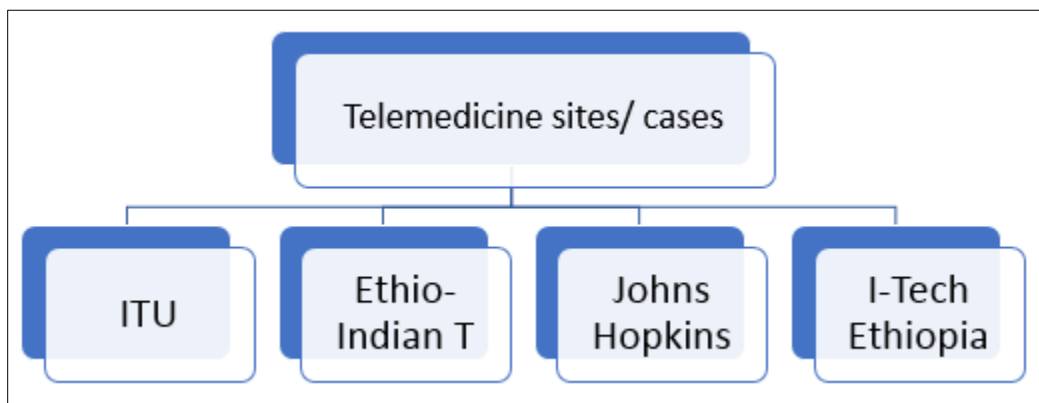 Telemedicine sites/ cases
ITU
Ethio-
Indian T
Johns
Hopkins
I-Tech
Ethiopia